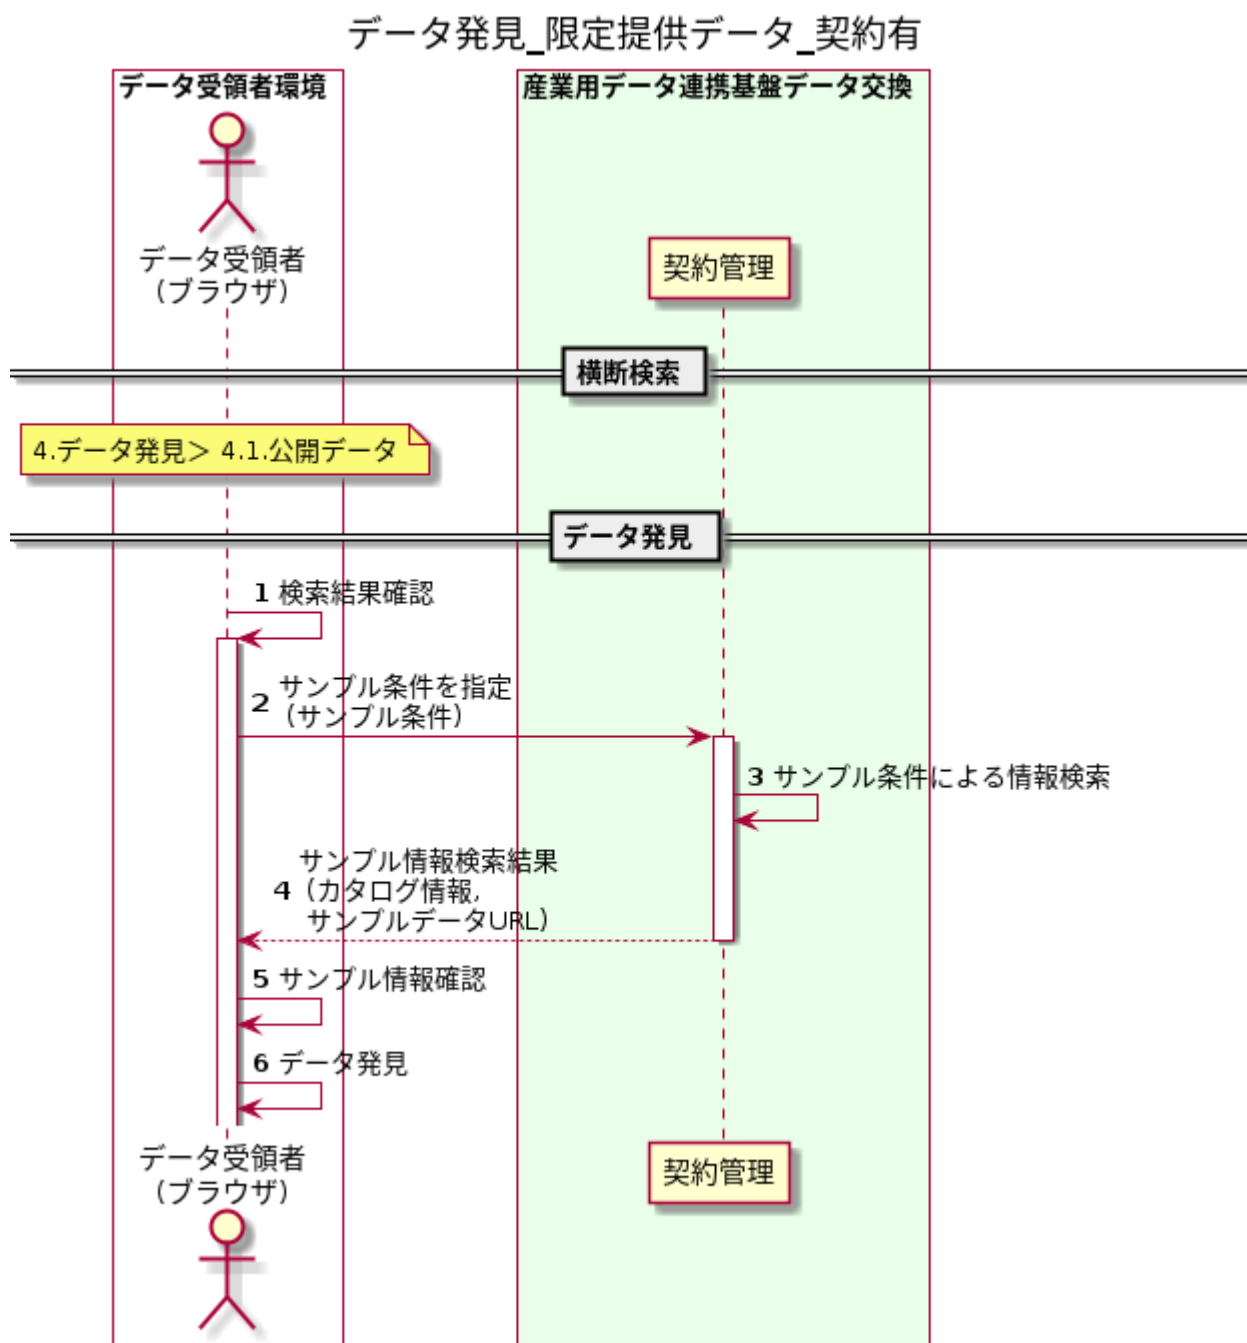 データ発見_限定提供データ_契約有
データ受領者環境
産業用データ連携基盤データ交換
データ受領者
（ブラウザ）
契約管理
横断検索
4.データ発見＞ 4.1.公開データ
データ発見
1 検索結果確認
2 サンプル条件を指定
（サンプル条件）
3 サンプル条件による情報検索
サンプル情報検索結果
4（カタログ情報,
サンプルデータURL）
5 サンプル情報確認
6 データ発見
データ受領者
（ブラウザ）
契約管理